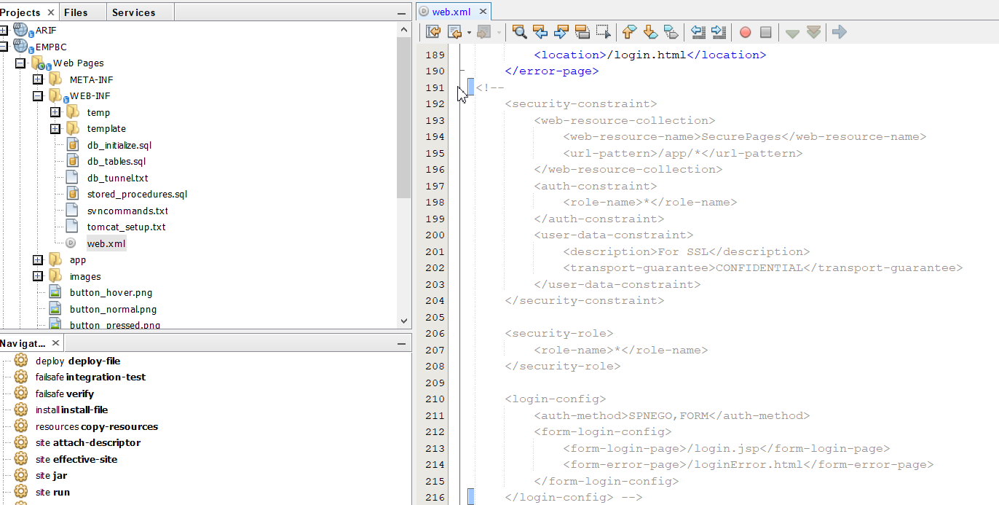 Projects
Files
Services
ARIF
EMPBC
Web Pages
META-INF
WEB-INF
temp
template
db_initialize.sql
db_tables.sql
db_tunnel.txt
stored_procedures.sql
svncommands.txt
tomcat_setup.txt
web.xml
app
images
button_hover.png
button_normal.png
button_pressed.png
Navigat...
deploy deploy-file
failsafe integration-test
failsafe verify
install install-file
resources copy-resources
site attach-descriptor
site effective-site
site jar
site run
web.xml
189 <location>/login.html</location>
190 </error-page>
191 <!--
192 <security-constraint>
193 <web-resource-collection>
194 <web-resource-name>SecurePages</web-resource-name>
195 <url-pattern>/app/*</url-pattern>
196 </web-resource-collection>
197 <auth-constraint>
198 <role-name>*</role-name>
199 </auth-constraint>
200 <user-data-constraint>
201 <description>For SSL</description>
202 <transport-guarantee>CONFIDENTIAL</transport-guarantee>
203 </user-data-constraint>
204 </security-constraint>
205
206 <security-role>
207 <role-name>*</role-name>
208 </security-role>
209
210 <login-config>
211 <auth-method>SPNEGO,FORM</auth-method>
212 <form-login-config>
213 <form-login-page>/login.jsp</form-login-page>
214 <form-error-page>/loginError.html</form-error-page>
215 </form-login-config>
216 </login-config> -->